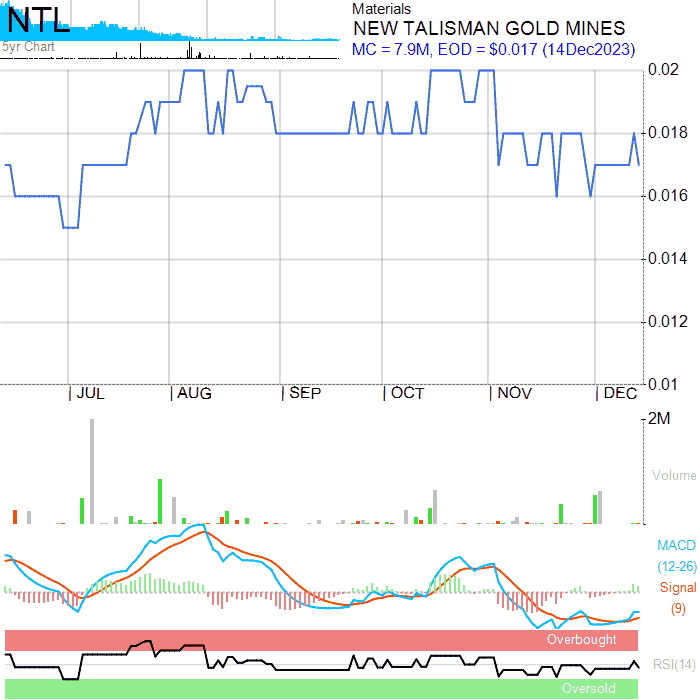 NTL
5yr Chart
Materials
NEW TALISMAN GOLD MINES
MC = 7.9M, EOD = $0.017 (14Dec2023)
0.02
0.018
0.016
0.014
0.012
0.01
JUL AUG SEP OCT NOV DEC
2M
Volume
MACD
(12-26)
Signal
(9)
Overbought
RSI(14)
Oversold